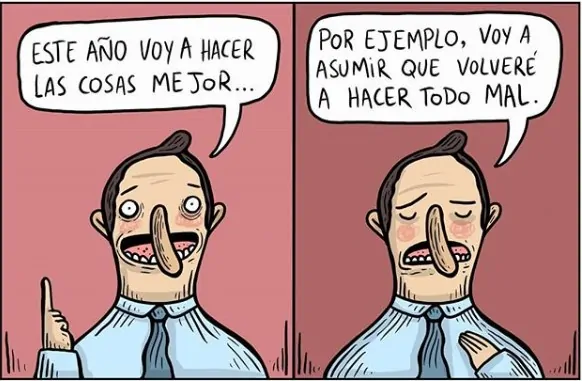 ESTE AÑO VOY A HACER
LAS COSAS MEJOR...
POR EJEMPLO, VOY A
ASUMIR QUE VOLVERÉ
A HACER TODO MAL.